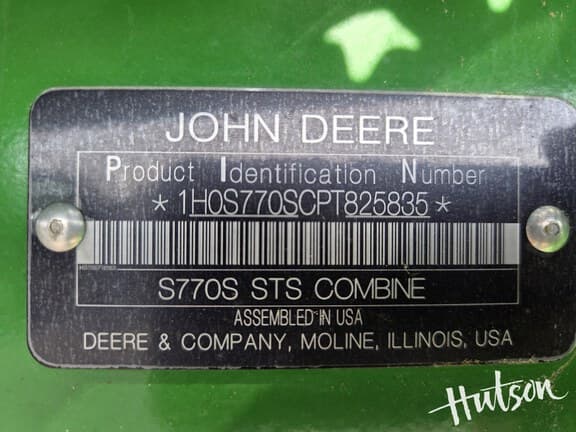 JOHN DEERE
Product Identification Number
*1H0S770SCPT825835*
S770S STS COMBINE
ASSEMBLED IN USA
DEERE & COMPANY, MOLINE, ILLINOIS, USA
Hutson